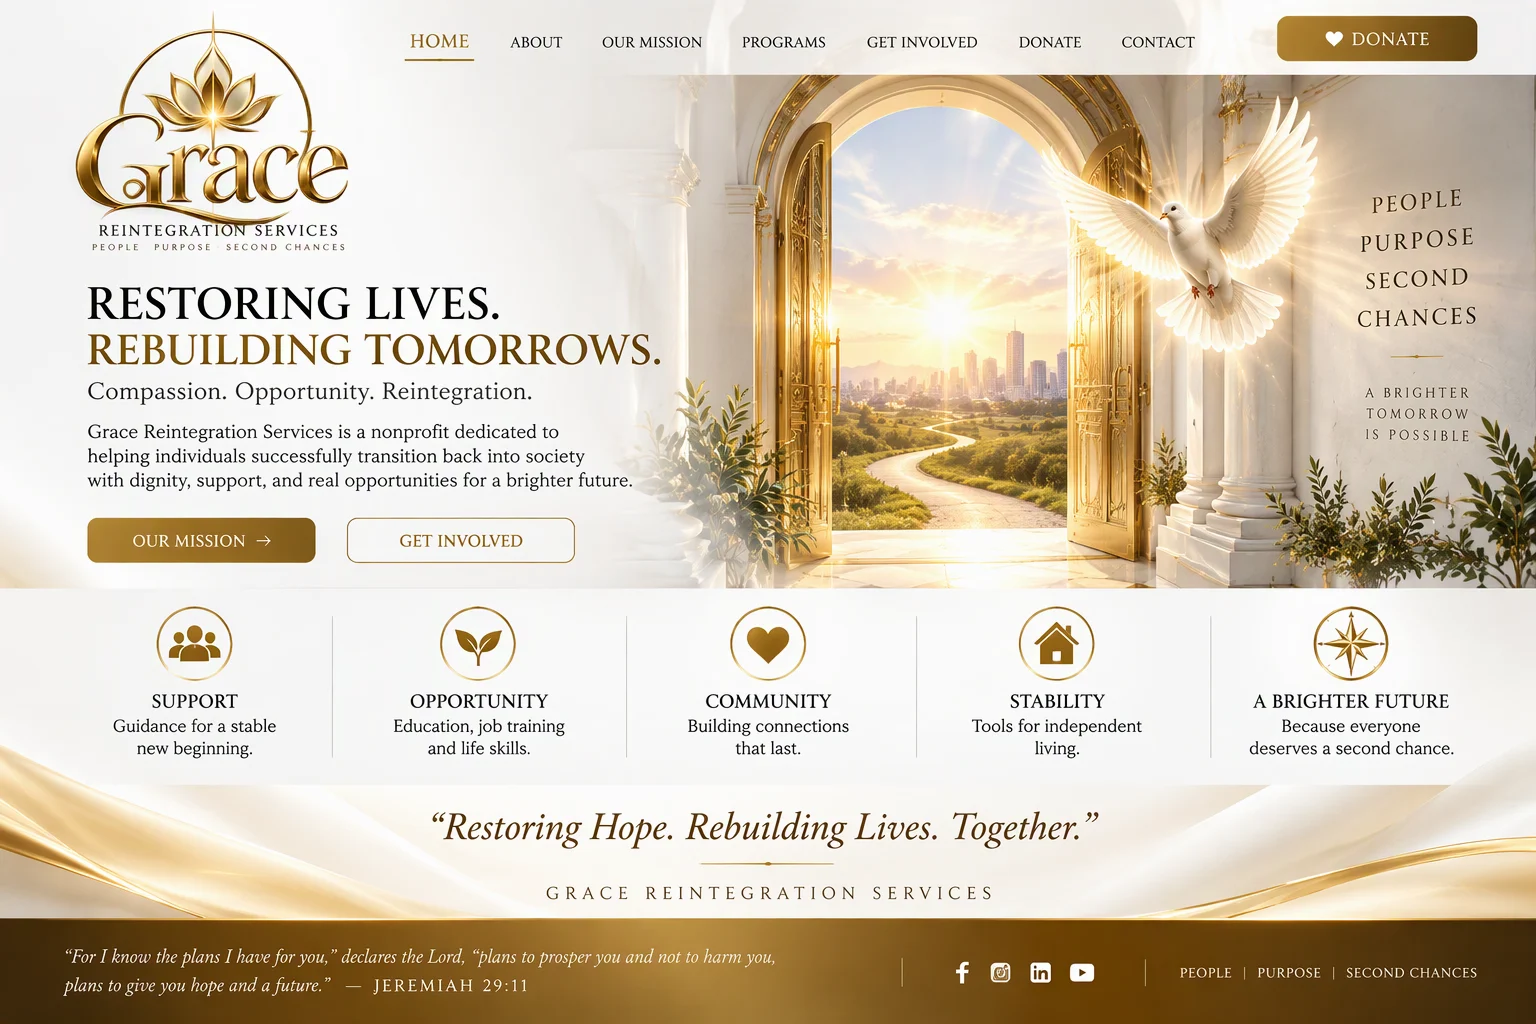 Grace
REINTEGRATION SERVICES
PEOPLE PURPOSE SECOND CHANCES
HOME
ABOUT
OUR MISSION
PROGRAMS
GET INVOLVED
DONATE
CONTACT
DONATE
RESTORING LIVES.
REBUILDING TOMORROWS.
Compassion. Opportunity. Reintegration.
Grace Reintegration Services is a nonprofit dedicated to
helping individuals successfully transition back into society
with dignity, support, and real opportunities for a brighter future.
OUR MISSION →
GET INVOLVED
PEOPLE
PURPOSE
SECOND
CHANCES
A BRIGHTER
TOMORROW
IS POSSIBLE
SUPPORT
Guidance for a stable
new beginning.
OPPORTUNITY
Education, job training
and life skills.
COMMUNITY
Building connections
that last.
STABILITY
Tools for independent
living.
A BRIGHTER FUTURE
Because everyone
deserves a second chance.
“Restoring Hope. Rebuilding Lives. Together.”
GRACE REINTEGRATION SERVICES
“For I know the plans I have for you,” declares the Lord, “plans to prosper you and not to harm you,
plans to give you hope and a future.” — JEREMIAH 29:11
PEOPLE | PURPOSE | SECOND CHANCES